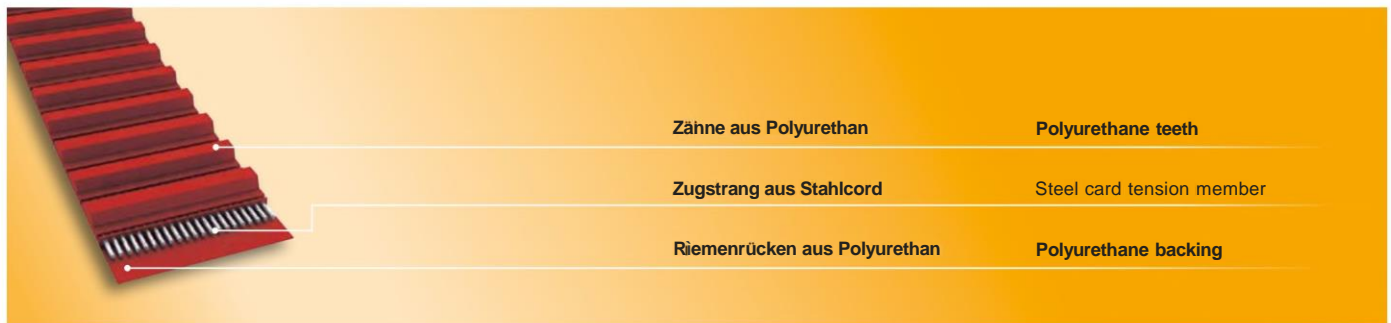 Zähne aus Polyurethan Polyurethane teeth
Zugstrang aus Stahlcord Steel card tension member
Riemenrücken aus Polyurethan Polyurethane backing